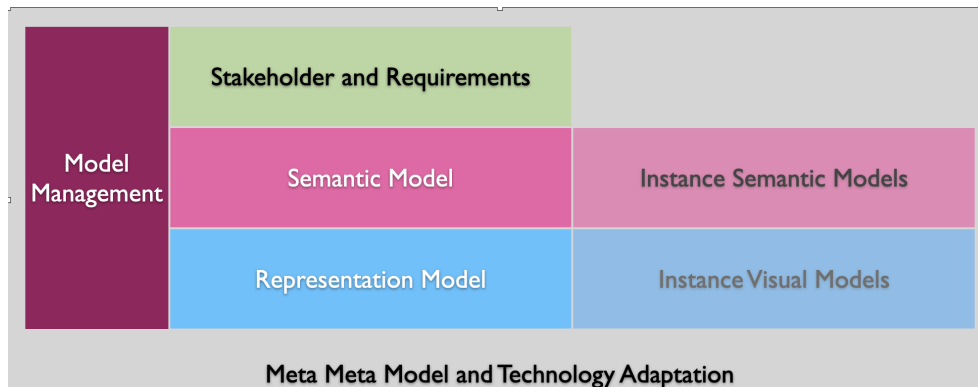 Stakeholder and Requirements
Model
Management
Semantic Model
Instance Semantic Models
Representation Model
Instance Visual Models
Meta Meta Model and Technology Adaptation